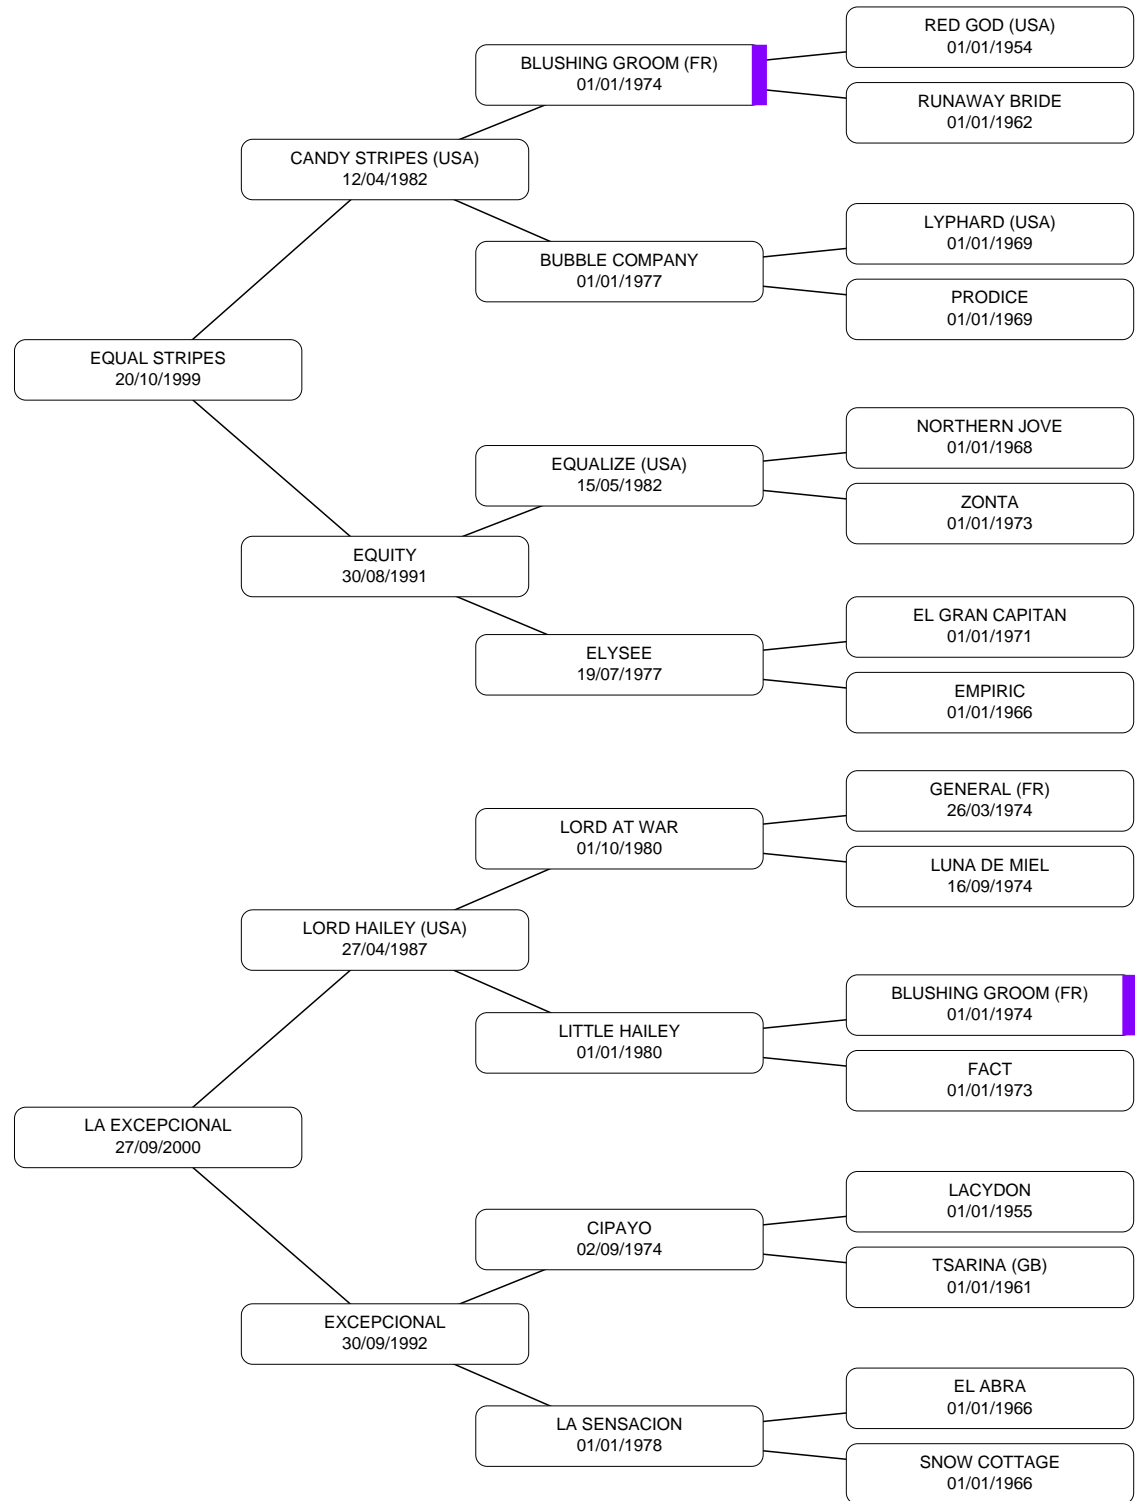 RED GOD (USA)
01/01/1954
BLUSHING GROOM (FR)
01/01/1974
RUNAWAY BRIDE
01/01/1962
CANDY STRIPES (USA)
12/04/1982
LYPHARD (USA)
01/01/1969
BUBBLE COMPANY
01/01/1977
PRODICE
01/01/1969
EQUAL STRIPES
20/10/1999
NORTHERN JOVE
01/01/1968
EQUALIZE (USA)
15/05/1982
ZONTA
01/01/1973
EQUITY
30/08/1991
EL GRAN CAPITAN
01/01/1971
ELYSEE
19/07/1977
EMPIRIC
01/01/1966
GENERAL (FR)
26/03/1974
LORD AT WAR
01/10/1980
LUNA DE MIEL
16/09/1974
LORD HAILEY (USA)
27/04/1987
BLUSHING GROOM (FR)
01/01/1974
LITTLE HAILEY
01/01/1980
FACT
01/01/1973
LA EXCEPCIONAL
27/09/2000
LACYDON
01/01/1955
CIPAYO
02/09/1974
TSARINA (GB)
01/01/1961
EXCEPCIONAL
30/09/1992
EL ABRA
01/01/1966
LA SENSACION
01/01/1978
SNOW COTTAGE
01/01/1966